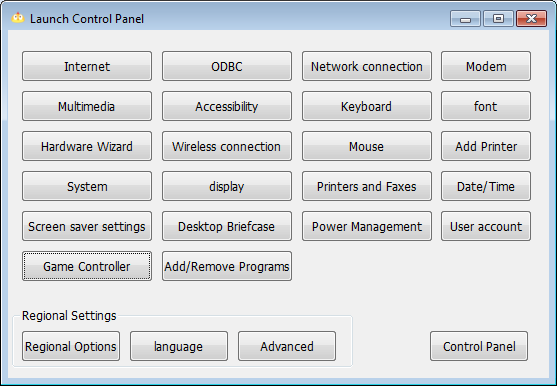 Launch Control Panel
Internet ODBC Network connection Modem
Multimedia Accessibility Keyboard font
Hardware Wizard Wireless connection Mouse Add Printer
System display Printers and Faxes Date/Time
Screen saver settings Desktop Briefcase Power Management User account
Game Controller Add/Remove Programs
Regional Settings
Regional Options language Advanced Control Panel